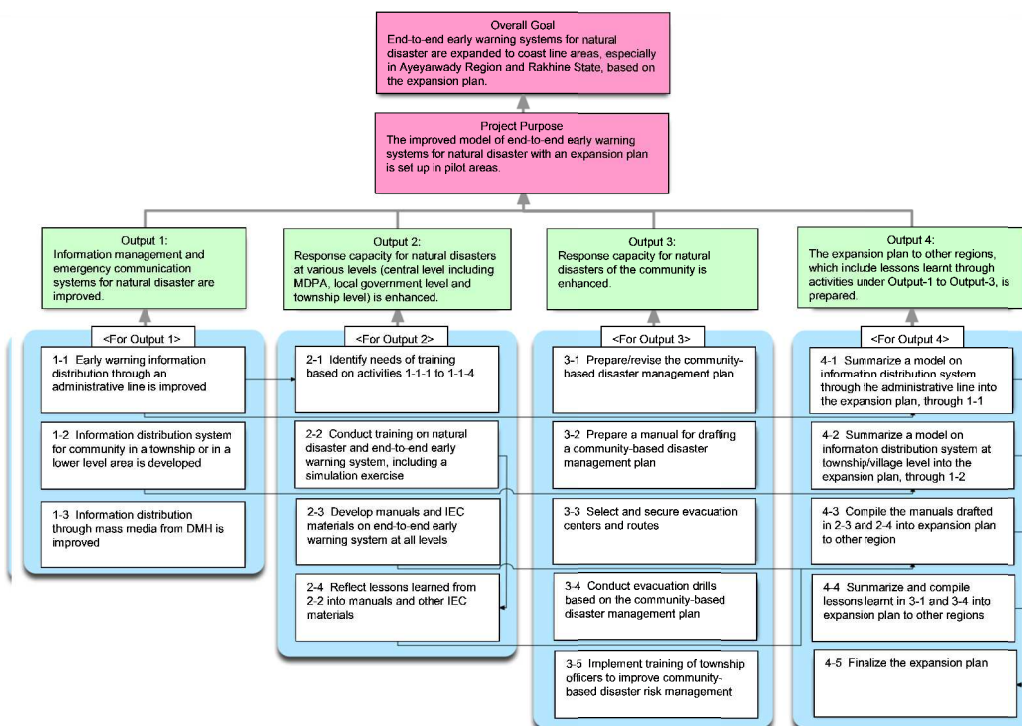 Overall Goal
End-to-end early warning systems for natural
disaster are expanded to coast line areas, especially
in Ayeyarwady Region and Rakhine State, based on
the expansion plan.
Project Purpose
The improved model of end-to-end early warning
systems for natural disaster with an expansion plan
is set up in pilot areas.
Output 1:
Information management and
emergency communication
systems for natural disaster are
improved.
Output 2:
Response capacity for natural disasters
at various levels (central level including
MDPA, local government level and
township level) is enhanced.
Output 3:
Response capacity for natural
disasters of the community is
enhanced.
Output 4:
The expansion plan to other regions,
which include lessons learnt through
activities under Output-1 to Output-3, is
prepared.
<For Output 1>
1-1 Early warning information
distribution through an
administrative line is improved
1-2 Information distribution system
for community in a township or in a
lower level area is developed
1-3 Information distribution
through mass media from DMH is
improved
<For Output 2>
2-1 Identify needs of training
based on activities 1-1-1 to 1-1-4
2-2 Conduct training on natural
disaster and end-to-end early
warning system, including a
simulation exercise
2-3 Develop manuals and IEC
materials on end-to-end early
warning system at all levels
2-4 Reflect lessons learned from
2-2 into manuals and other IEC
materials
<For Output 3>
3-1 Prepare/revise the community-
based disaster management plan
3-2 Prepare a manual for drafting
a community-based disaster
management plan
3-3 Select and secure evacuation
centers and routes
3-4 Conduct evacuation drills
based on the community-based
disaster management plan
3-5 Implement training of township
officers to improve community-
based disaster risk management
<For Output 4>
4-1 Summarize a model on
information distribution system
through the administrative line into
the expansion plan, through 1-1
4-2 Summarize a model on
information distribution system at
township/village level into the
expansion plan, through 1-2
4-3 Compile the manuals drafted
in 2-3 and 2-4 into expansion plan
to other region
4-4 Summarize and compile
lessons learnt in 3-1 and 3-4 into
expansion plan to other regions
4-5 Finalize the expansion plan